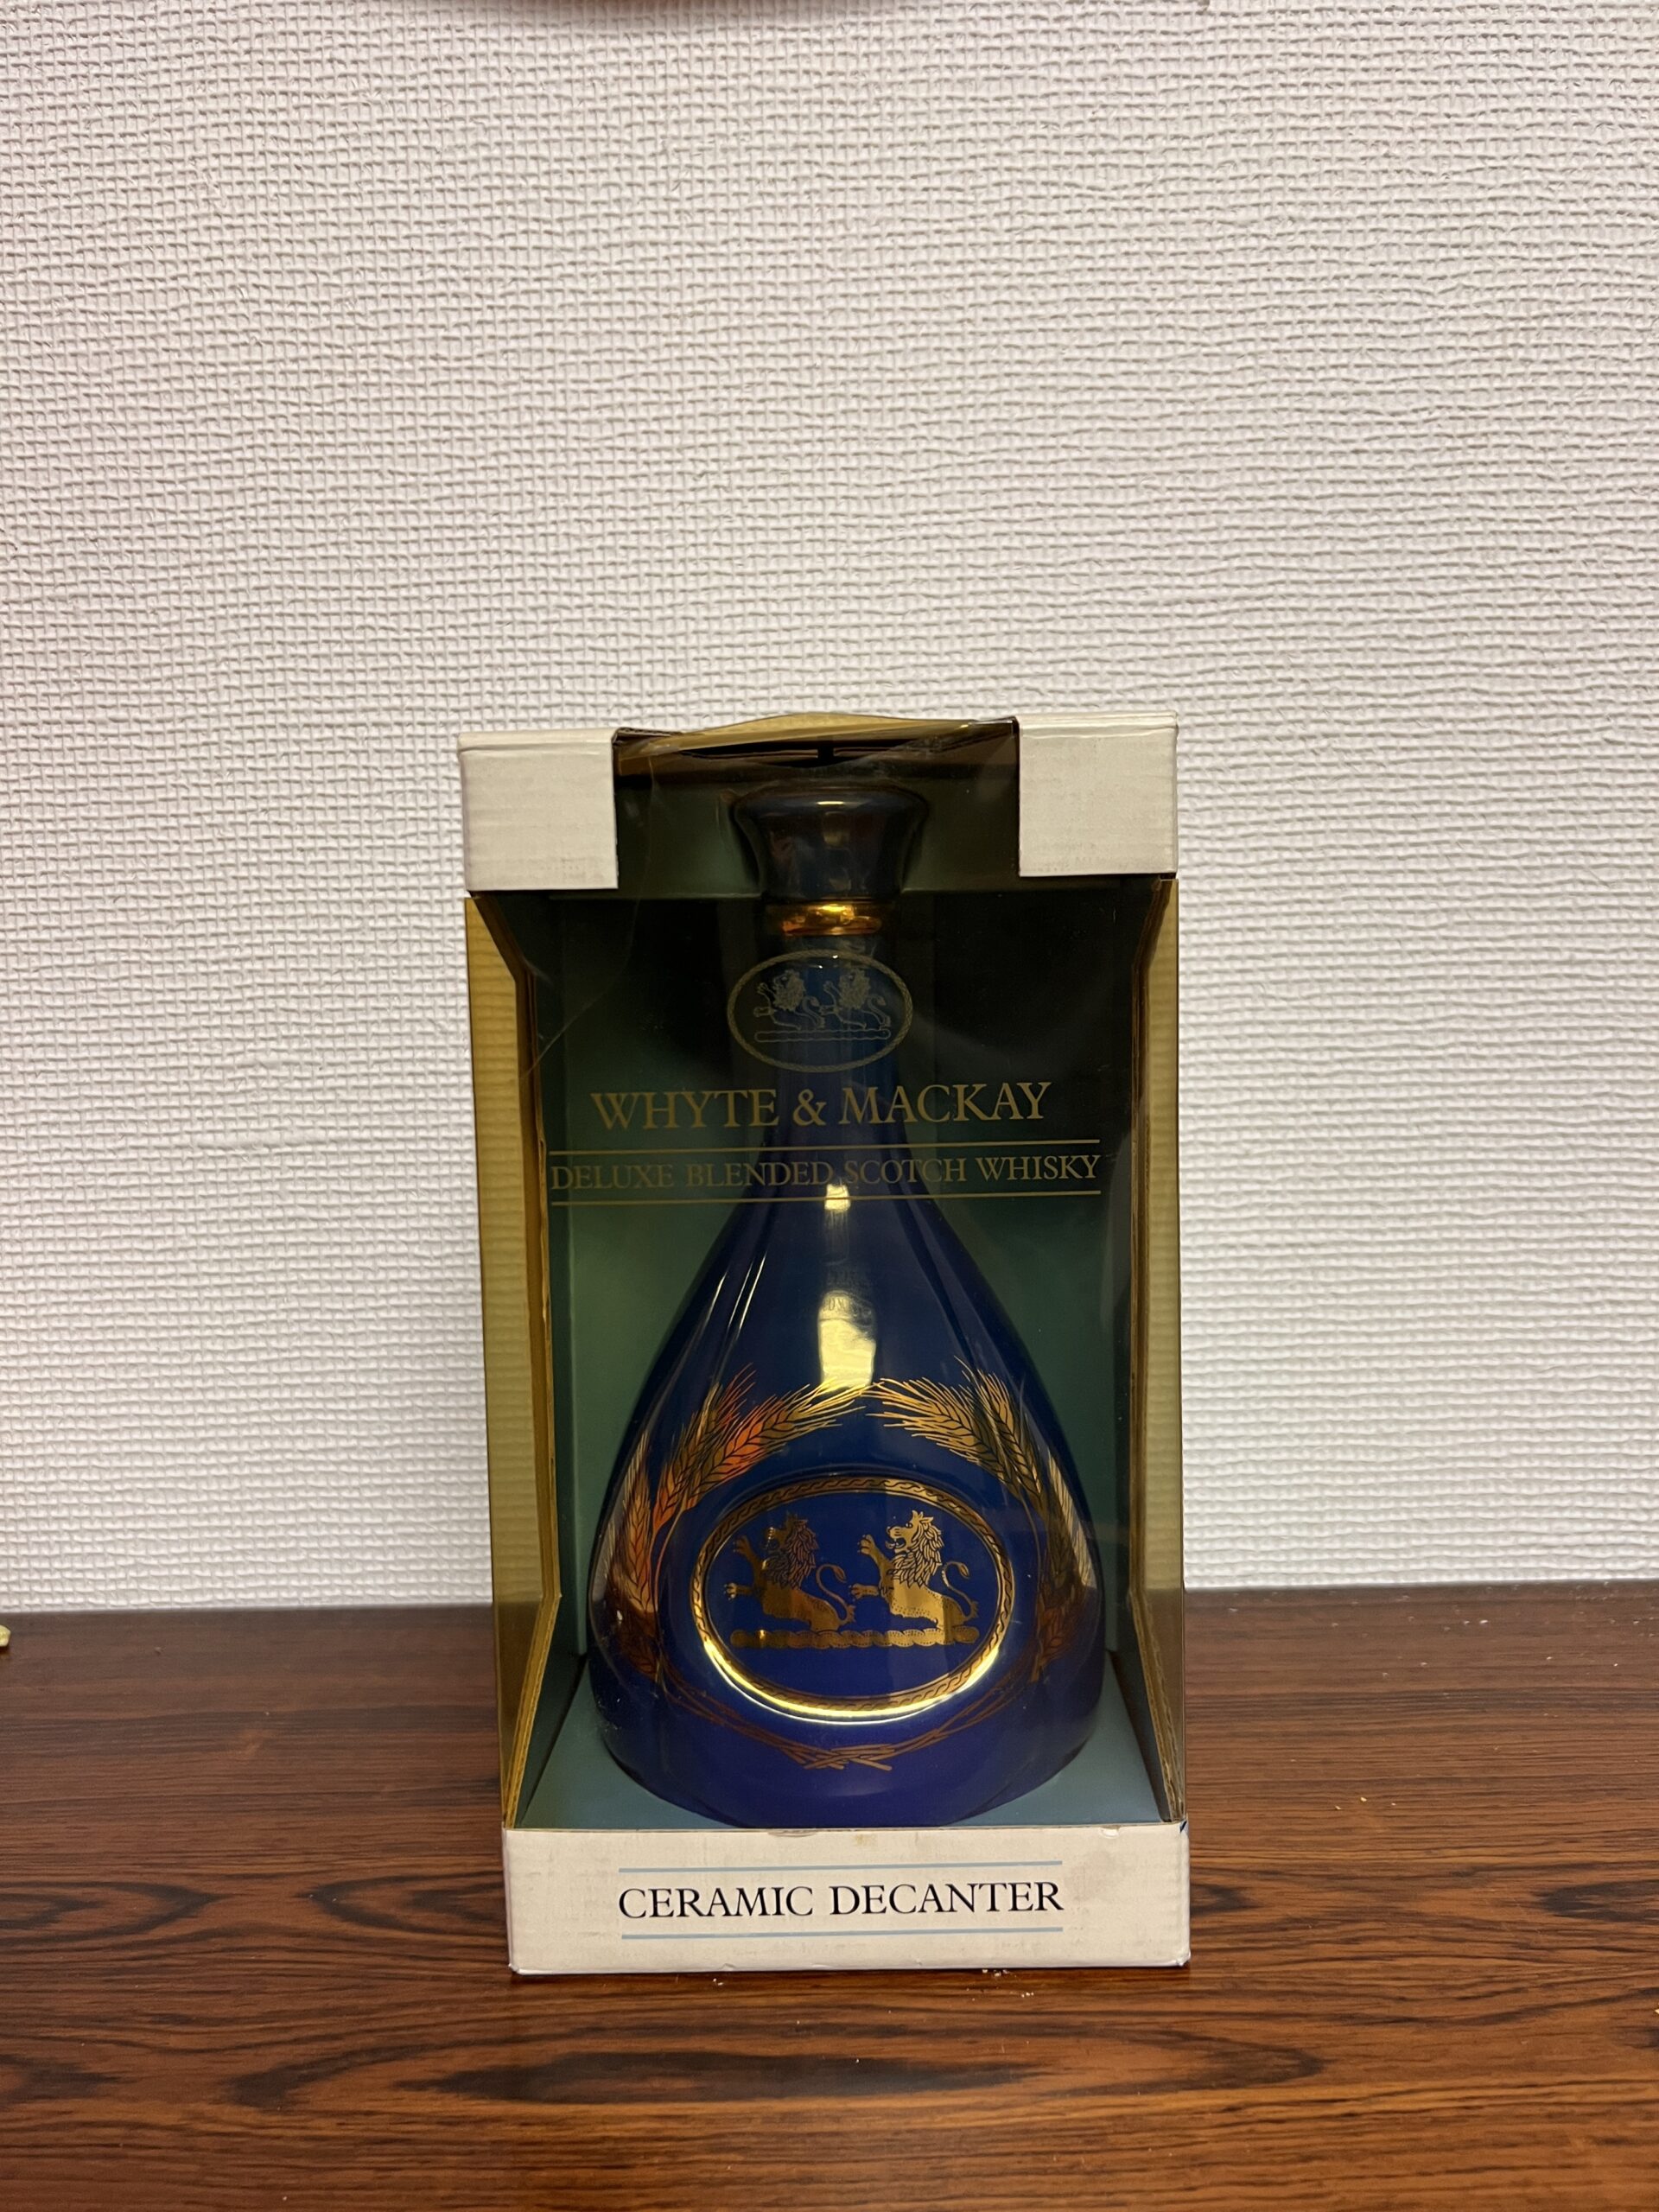 WHYTE & MACKAY
DELUXE BLENDED SCOTCH WHISKY
CERAMIC DECANTER